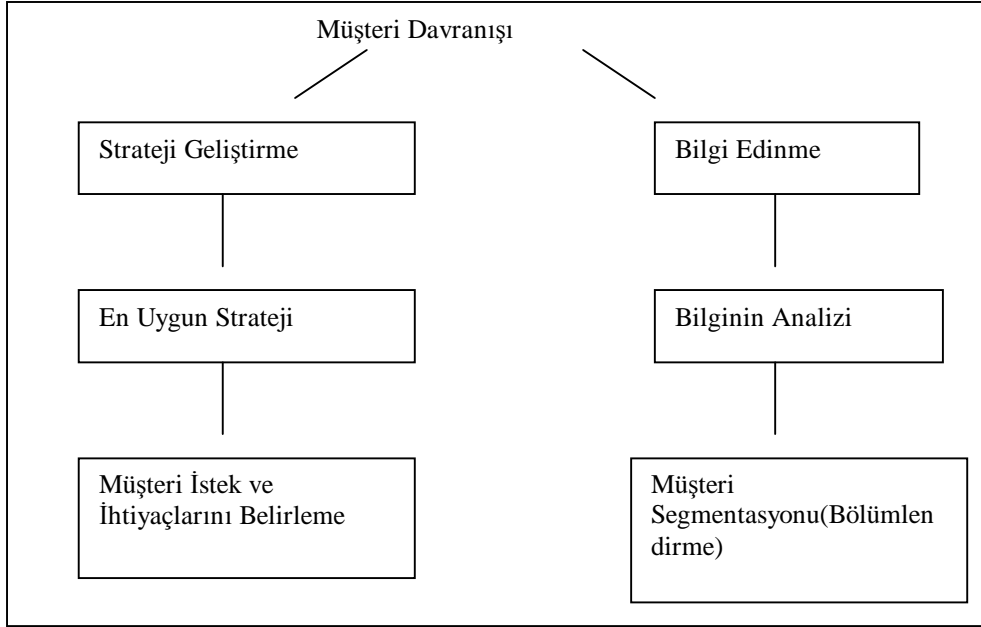 Müşteri Davranışı
Strateji Geliştirme
Bilgi Edinme
En Uygun Strateji
Bilginin Analizi
Müşteri İstek ve
İhtiyaçlarını Belirleme
Müşteri
Segmentasyonu(Bölümlen
dirme)